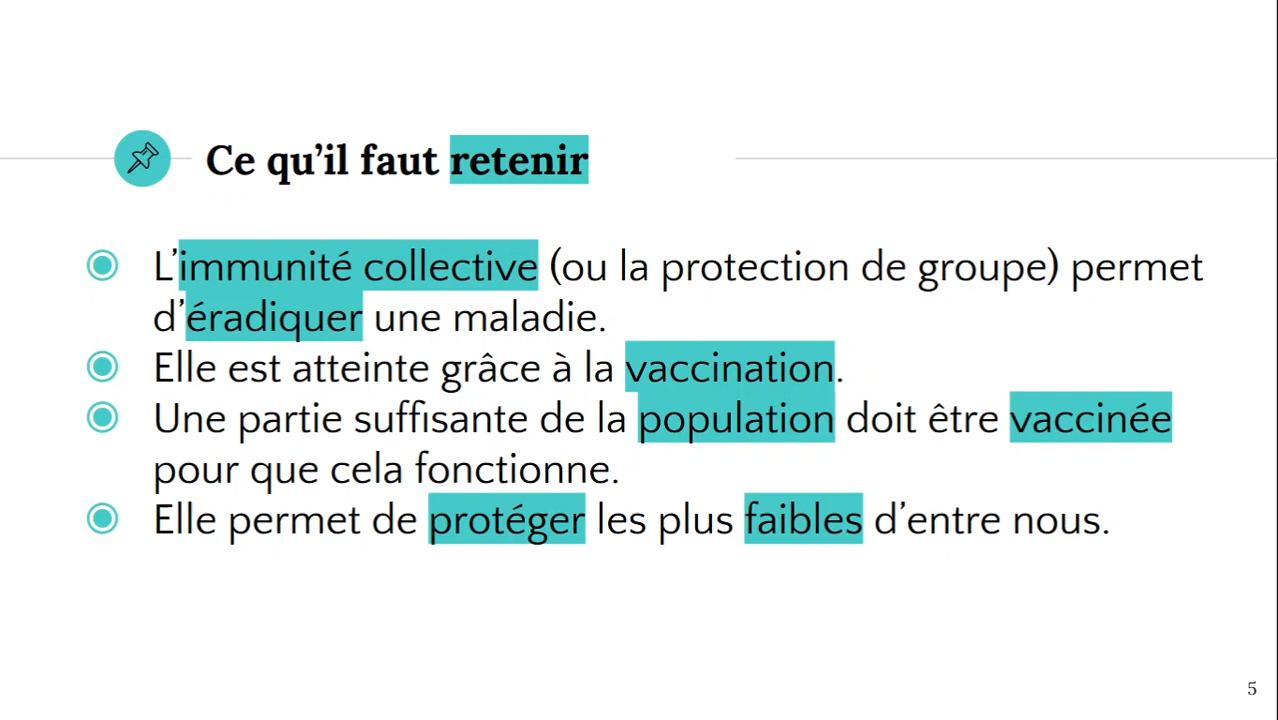 Ce qu’il faut retenir
L’immunité collective (ou la protection de groupe) permet
d’éradiquer une maladie.
Elle est atteinte grâce à la vaccination.
Une partie suffisante de la population doit être vaccinée
pour que cela fonctionne.
Elle permet de protéger les plus faibles d’entre nous.
5